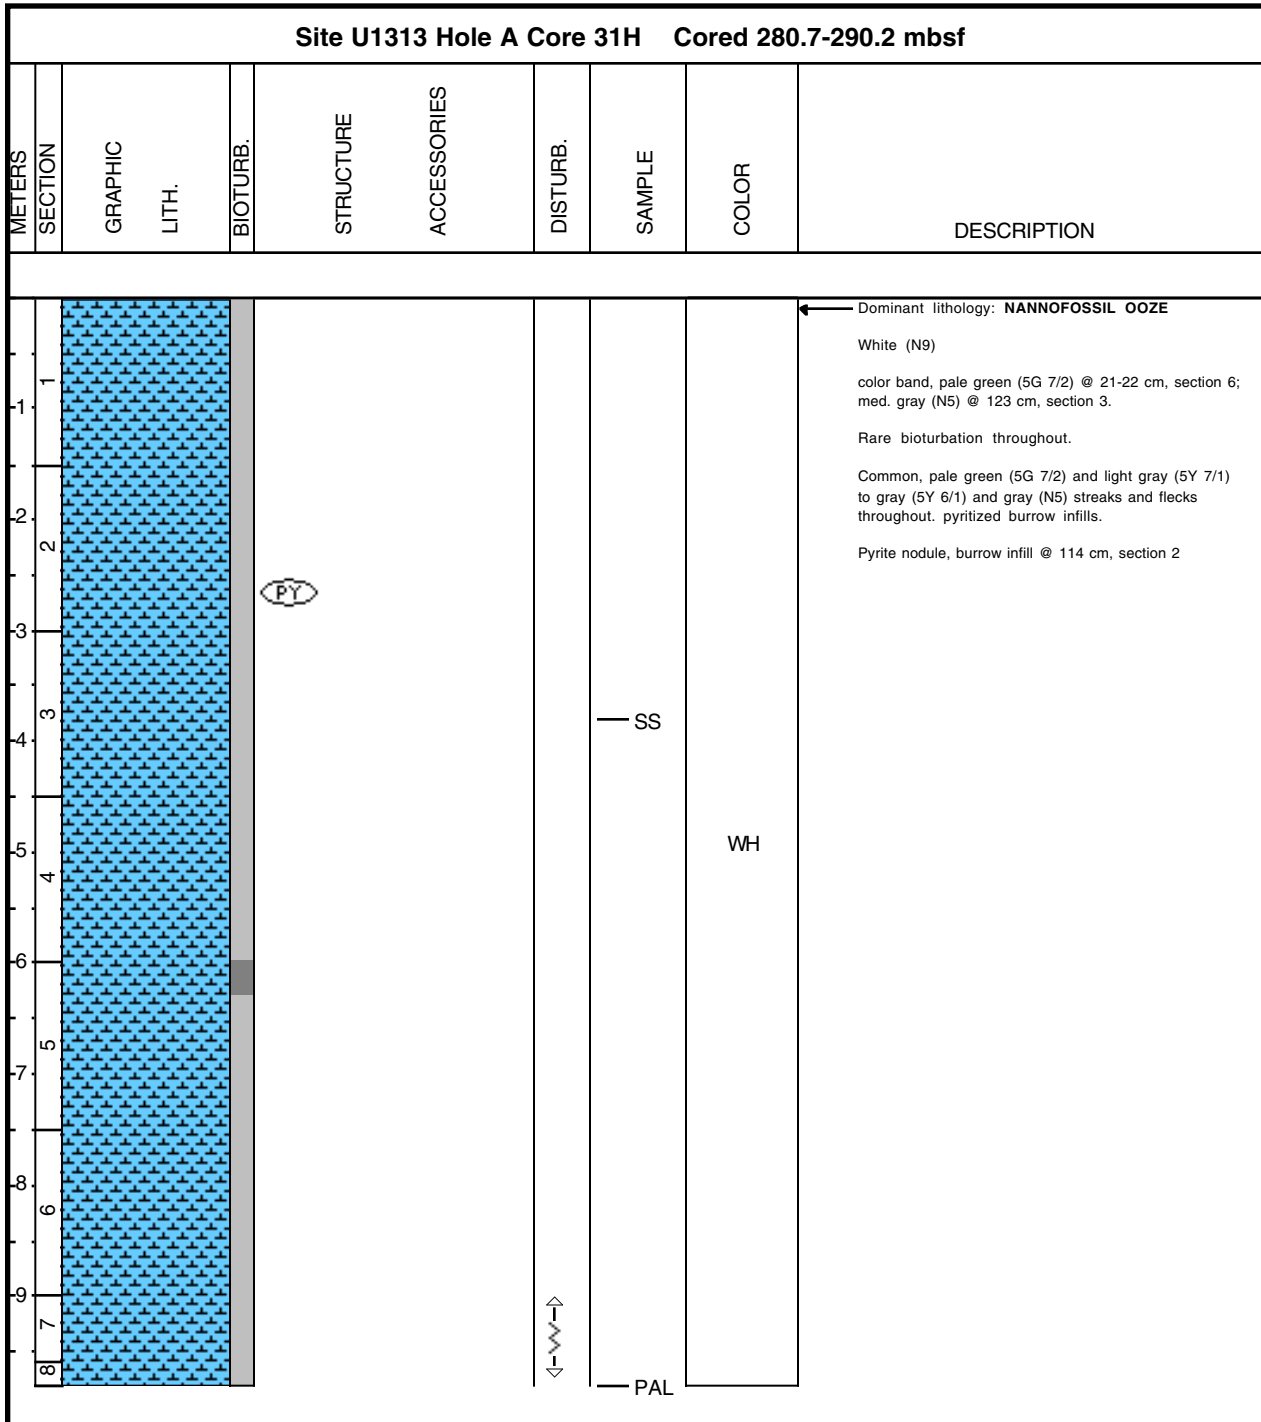 Site U1313 Hole A Core 31H Cored 280.7-290.2 mbsf
METERS
SECTION
GRAPHIC
LITH.
BIOTURB.
STRUCTURE
ACCESSORIES
DISTURB.
SAMPLE
COLOR
DESCRIPTION
Dominant lithology: NANNOFOSSIL OOZE
White (N9)
color band, pale green (5G 7/2) @ 21-22 cm, section 6;
med. gray (N5) @ 123 cm, section 3.
Rare bioturbation throughout.
Common, pale green (5G 7/2) and light gray (5Y 7/1)
to gray (5Y 6/1) and gray (N5) streaks and flecks
throughout. pyritized burrow infills.
Pyrite nodule, burrow infill @ 114 cm, section 2
1
1
2
2
PY
3
3
SS
4
5
WH
4
6
5
7
8
6
9
7
8
PAL